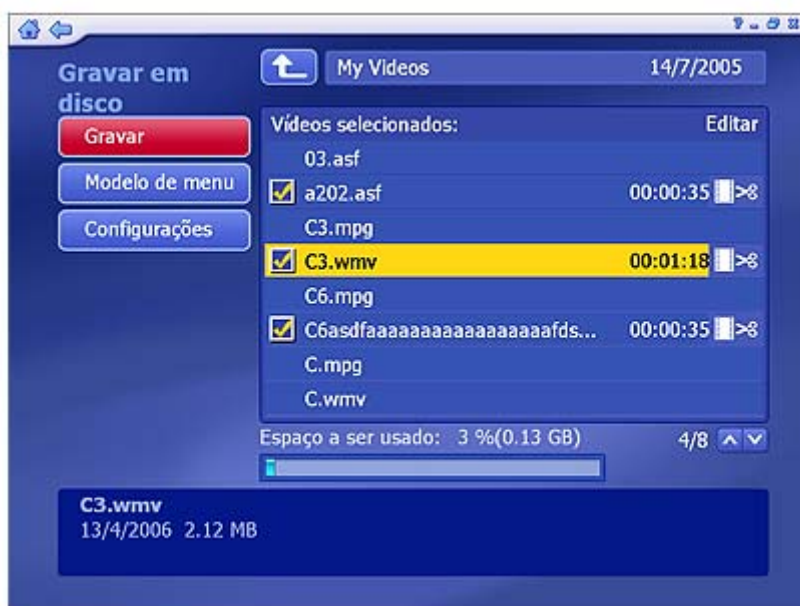 Gravar em
disco
My Videos 14/7/2005
Gravar
Modelo de menu
Configurações
Vídeos selecionados: Editar
03.asf
a202.asf 00:00:35
C3.mpg
C3.wmv 00:01:18
C6.mpg
C6asdfaaaaaaaaaaaaaaaaafds... 00:00:35
C.mpg
C.wmv
Espaço a ser usado: 3 %(0.13 GB) 4/8
C3.wmv
13/4/2006 2.12 MB